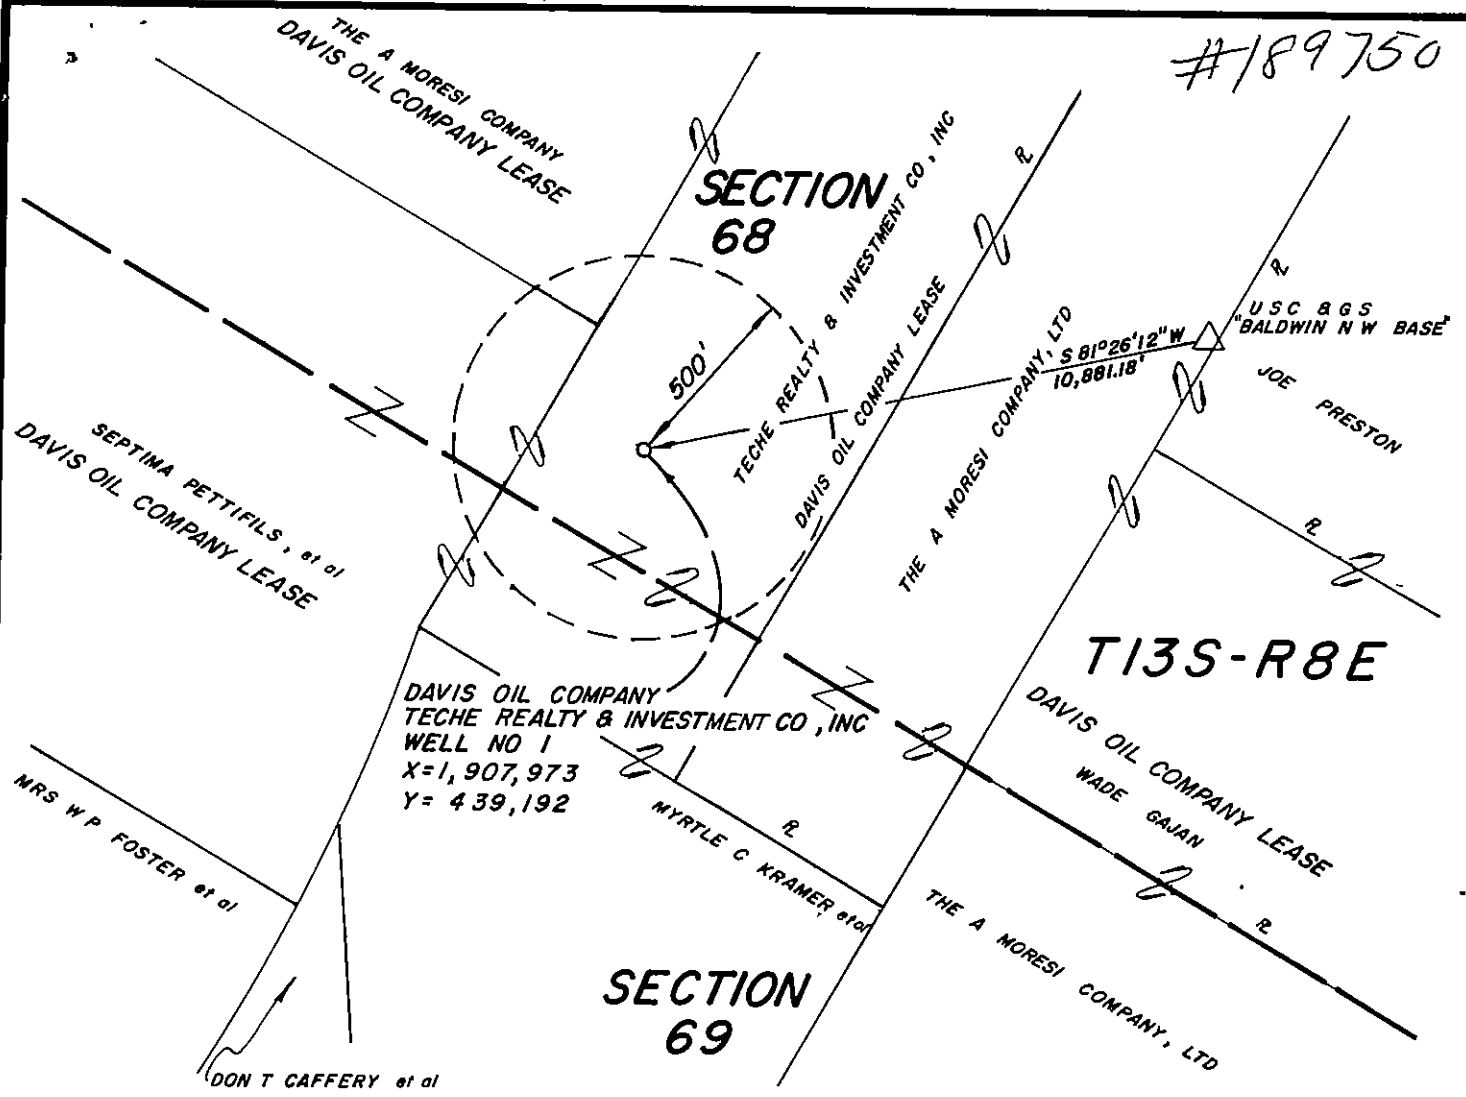 #189750
THE A MORESI COMPANY
DAVIS OIL COMPANY LEASE
SECTION
68
TECHE REALTY & INVESTMENT CO, INC
DAVIS OIL COMPANY LEASE
500'
THE A MORESI COMPANY, LTD
S 81°26'12" W
10,881.18'
USC & GS
"BALDWIN N W BASE"
JOE PRESTON
SEPTIMA PETTIFILS, et al
DAVIS OIL COMPANY LEASE
T13S-R8E
DAVIS OIL COMPANY
TECHE REALTY & INVESTMENT CO, INC
WELL NO 1
X=1,907,973
Y= 439,192
DAVIS OIL COMPANY LEASE
WADE GAJAN
MRS W P FOSTER et al
MYRTLE C KRAMER et al
THE A MORESI COMPANY, LTD
SECTION
69
DON T CAFFERY et al